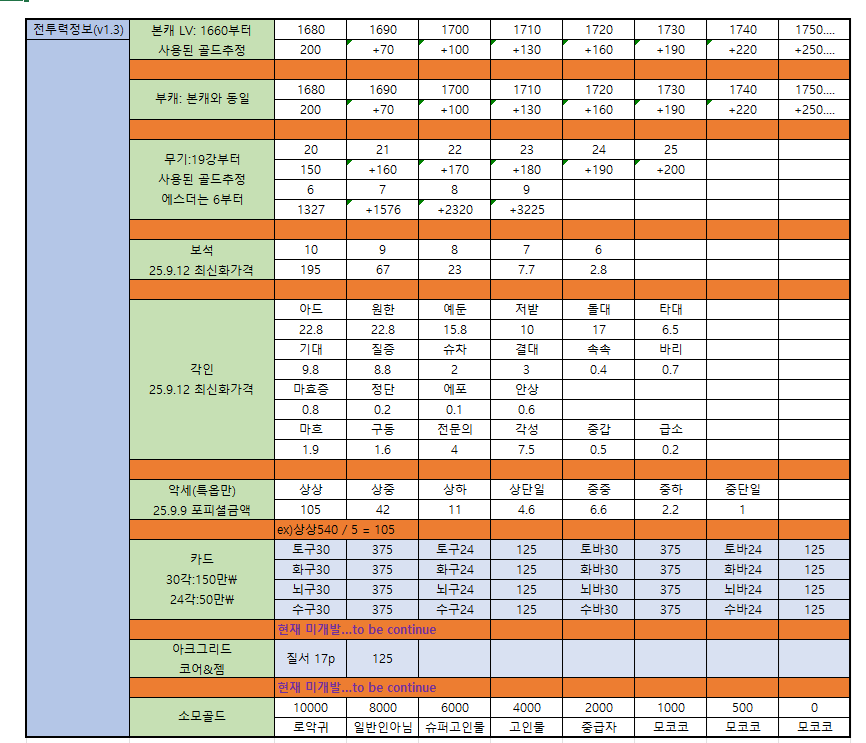 전투력정보(v1.3) 본캐 LV: 1660부터 1680 1690 1700 1710 1720 1730 1740 1750....
사용된 골드추정 200 +70 +100 +130 +160 +190 +220 +250....
부캐: 본캐와 동일 1680 1690 1700 1710 1720 1730 1740 1750....
200 +70 +100 +130 +160 +190 +220 +250....
무기:19강부터 20 21 22 23 24 25
사용된 골드추정 150 +160 +170 +180 +190 +200
에스더는 6부터 6 7 8 9
1327 +1576 +2320 +3225
보석 10 9 8 7 6
25.9.12 최신화가격 195 67 23 7.7 2.8
각인
25.9.12 최신화가격
아드 원한 예둔 저받 돌대 타대
22.8 22.8 15.8 10 17 6.5
기대 질증 슈차 결대 속속 바리
9.8 8.8 2 3 0.4 0.7
마효증 정단 에포 안상
0.8 0.2 0.1 0.6
마흐 구동 전문의 각성 중갑 급소
1.9 1.6 4 7.5 0.5 0.2
악세(특옵만) 상상 상중 상하 상단일 중중 중하 중단일
25.9.9 포피셜금액 105 42 11 4.6 6.6 2.2 1
ex)상상540 / 5 = 105
카드
30각:150만₩
24각:50만₩
토구30 375 토구24 125 토바30 375 토바24 125
화구30 375 화구24 125 화바30 375 화바24 125
뇌구30 375 뇌구24 125 뇌바30 375 뇌바24 125
수구30 375 수구24 125 수바30 375 수바24 125
현재 미개발...to be continue
아크그리드
코어&젬
질서 17p 125
현재 미개발...to be continue
소모골드 10000 8000 6000 4000 2000 1000 500 0
로악귀 일반인아님 슈퍼고인물 고인물 중급자 모코코 모코코 모코코